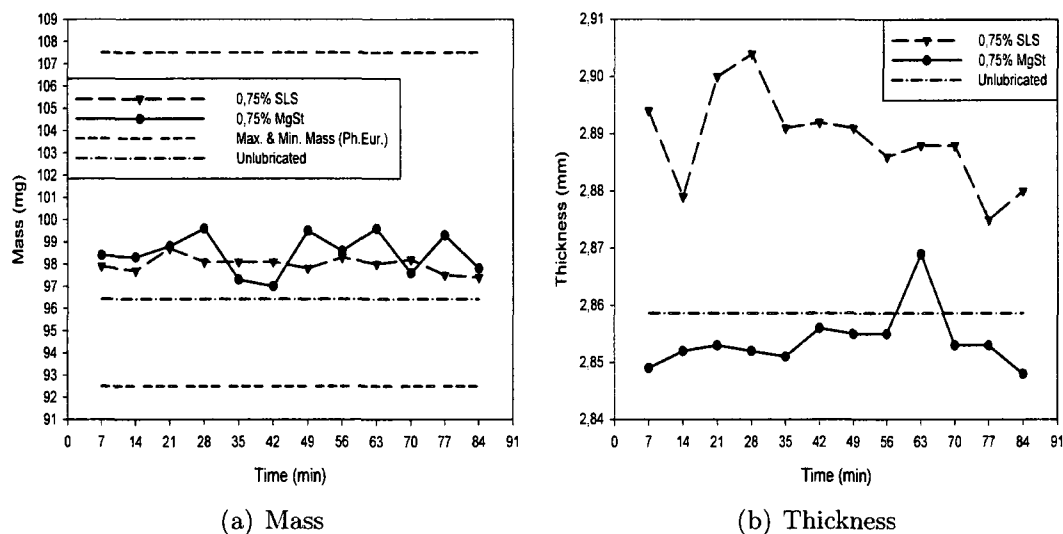 109
108
107
106
105
104
103
102
101
100
99
98
97
96
95
94
93
92
91
Mass (mg)
0,75% SLS
0,75% MgSt
Max. & Min. Mass (Ph.Eur.)
Unlubricated
0 7 14 21 28 35 42 49 56 63 70 77 84 91
Time (min)
(a) Mass
2,91
2,90
2,89
2,88
2,87
2,86
2,85
2,84
Thickness (mm)
0,75% SLS
0,75% MgSt
Unlubricated
0 7 14 21 28 35 42 49 56 63 70 77 84 91
Time (min)
(b) Thickness